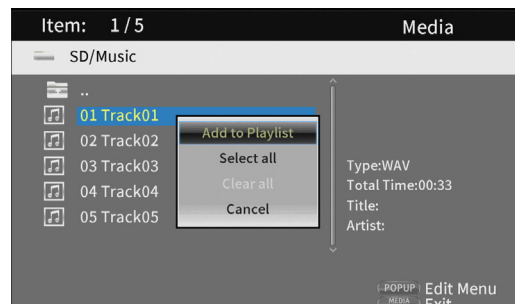 Item: 1/5 Media
SD/Music
..
01 Track01
02 Track02
03 Track03
04 Track04
05 Track05
Add to Playlist
Select all
Clear all
Cancel
Type:WAV
Total Time:00:33
Title:
Artist:
POPUP Edit Menu
MEDIA Exit